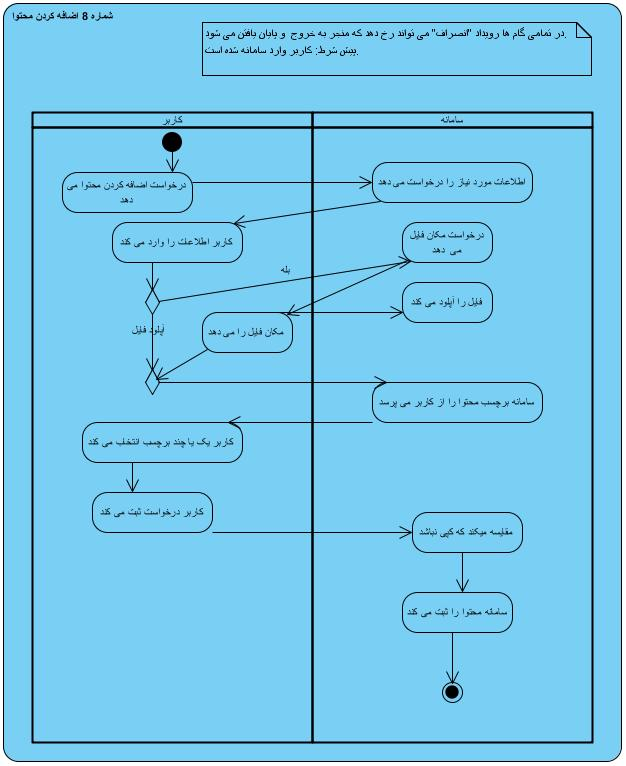 شماره 8 اضافه کردن محتوا
در تمامی گام ها رویداد "انصراف" می تواند رخ دهد که منجر به خروج و پایان یافتن می شود.
پیش شرط: کاربر وارد سامانه شده است.
کاربر
سامانه
درخواست اضافه کردن محتوا می
دهد
اطلاعات مورد نیاز را درخواست می دهد
کاربر اطلاعات را وارد می کند
درخواست مکان فایل
می دهد
بله
فایل را آپلود می کند
آپلود فایل
مکان فایل را می دهد
سامانه برچسب محتوا را از کاربر می پرسد
کاربر یک یا چند برچسب انتخاب می کند
کاربر درخواست ثبت می کند
مقایسه میکند که کپی نباشد
سامانه محتوا را ثبت می کند